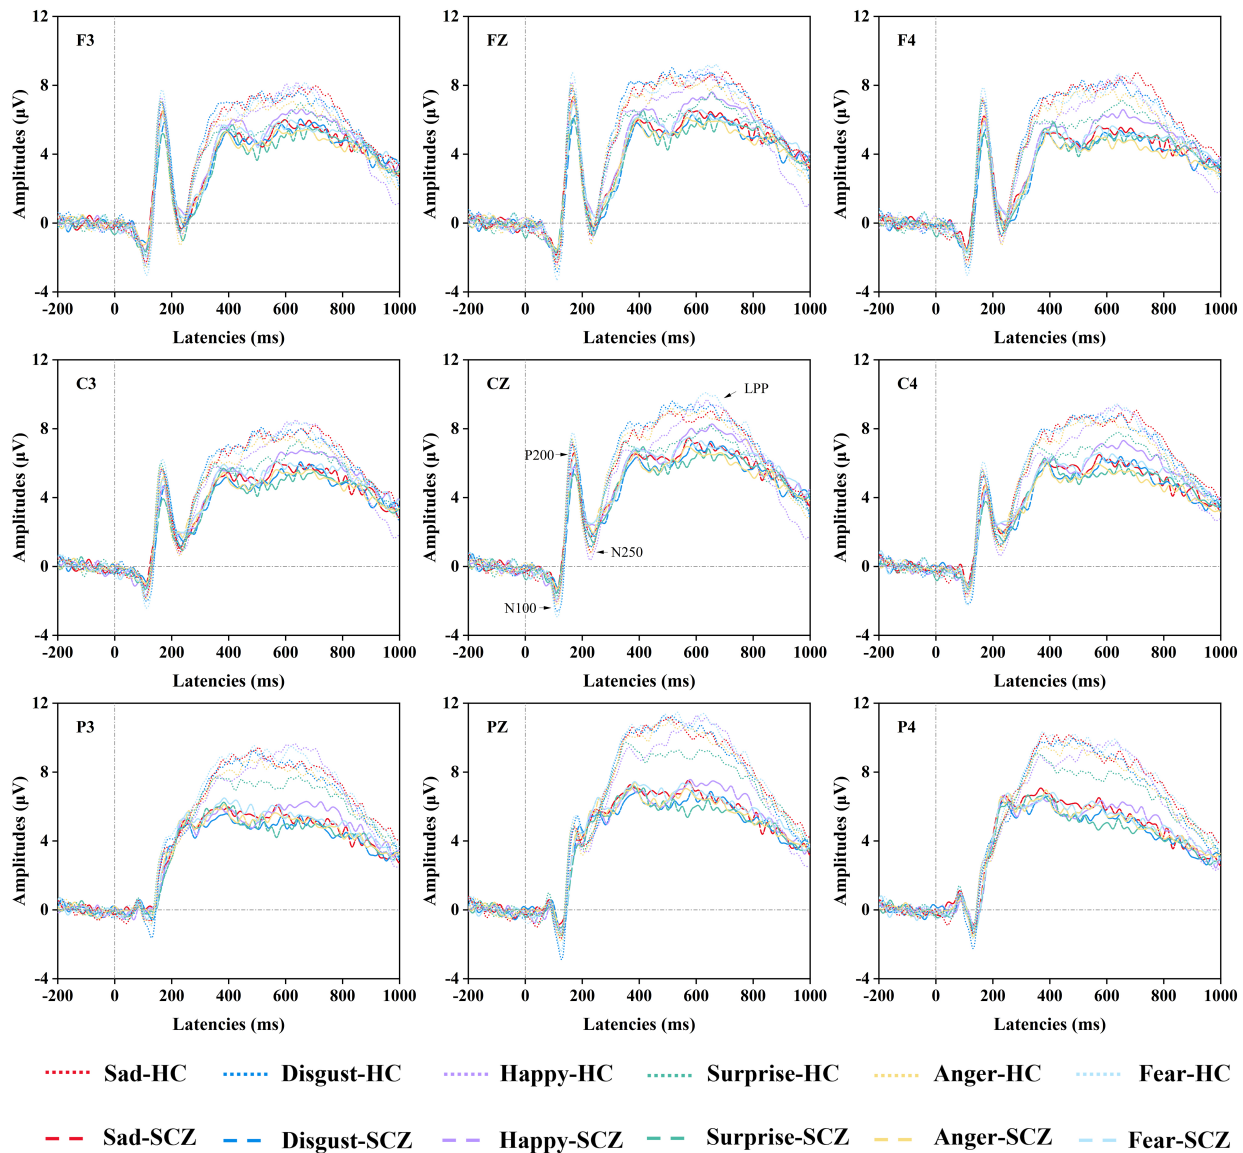 12
8
4
0
-4
F3
Amplitudes (μV)
-200 0 200 400 600 800 1000
Latencies (ms)
12
8
4
0
-4
FZ
Amplitudes (μV)
-200 0 200 400 600 800 1000
Latencies (ms)
12
8
4
0
-4
F4
Amplitudes (μV)
-200 0 200 400 600 800 1000
Latencies (ms)
12
8
4
0
-4
C3
Amplitudes (μV)
-200 0 200 400 600 800 1000
Latencies (ms)
12
8
4
0
-4
CZ
LPP
P200
N250
N100
Amplitudes (μV)
-200 0 200 400 600 800 1000
Latencies (ms)
12
8
4
0
-4
C4
Amplitudes (μV)
-200 0 200 400 600 800 1000
Latencies (ms)
12
8
4
0
-4
P3
Amplitudes (μV)
-200 0 200 400 600 800 1000
Latencies (ms)
12
8
4
0
-4
PZ
Amplitudes (μV)
-200 0 200 400 600 800 1000
Latencies (ms)
12
8
4
0
-4
P4
Amplitudes (μV)
-200 0 200 400 600 800 1000
Latencies (ms)
Sad-HC Disgust-HC Happy-HC Surprise-HC Anger-HC Fear-HC
Sad-SCZ Disgust-SCZ Happy-SCZ Surprise-SCZ Anger-SCZ Fear-SCZ